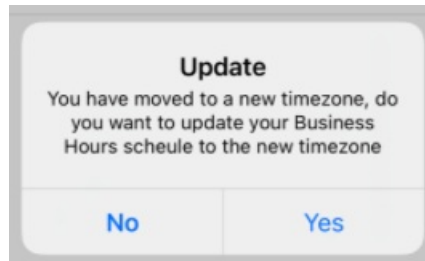 Update
You have moved to a new timezone, do
you want to update your Business
Hours scheule to the new timezone
No
Yes